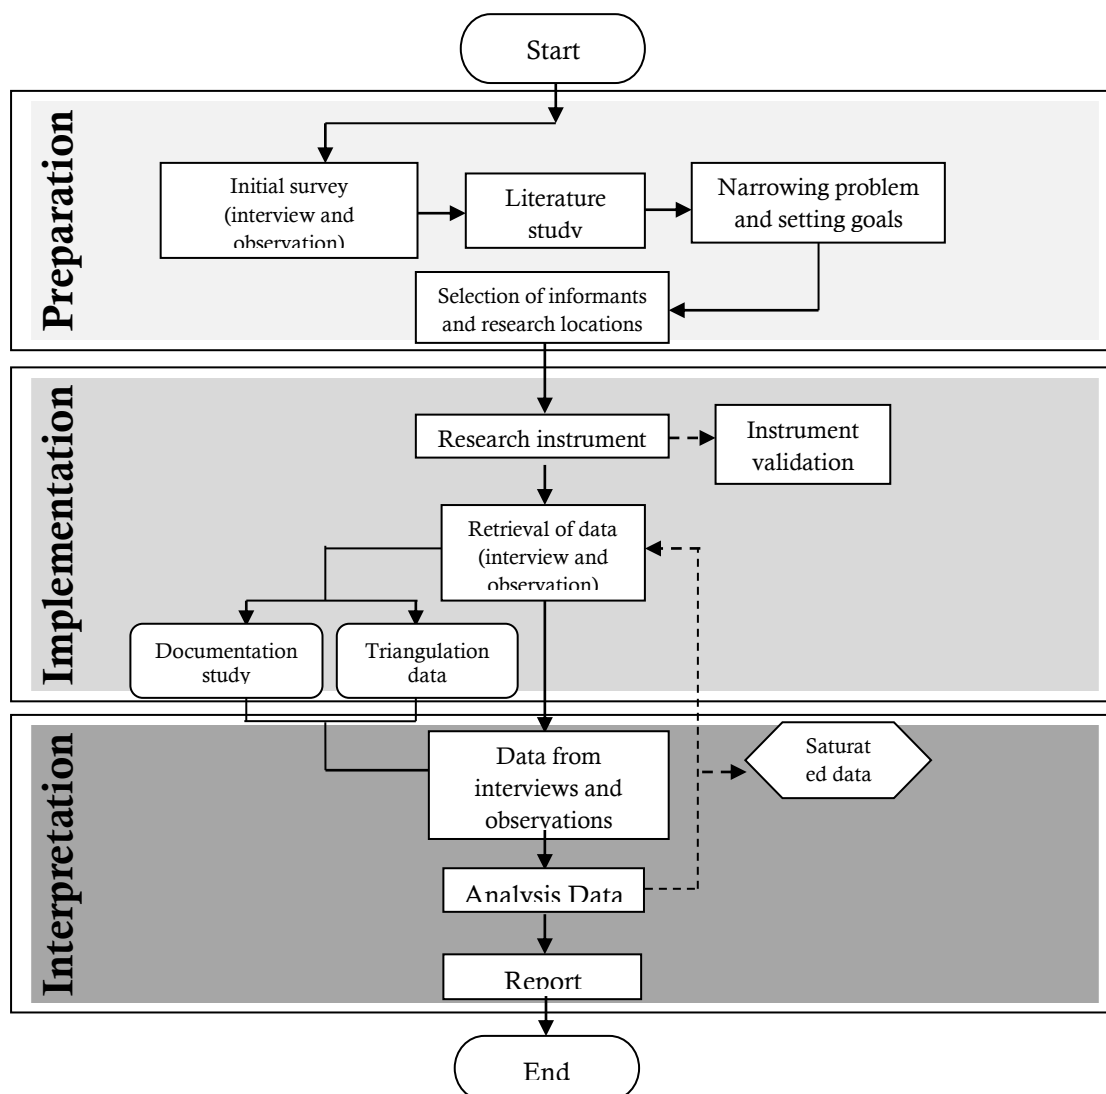 Start
Preparation
Initial survey
(interview and
observation)
Literature
study
Narrowing problem
and setting goals
Selection of informants
and research locations
Implementation
Research instrument
Instrument
validation
Retrieval of data
(interview and
observation)
Documentation
study
Triangulation
data
Interpretation
Data from
interviews and
observations
Saturat
ed data
Analysis Data
Report
End